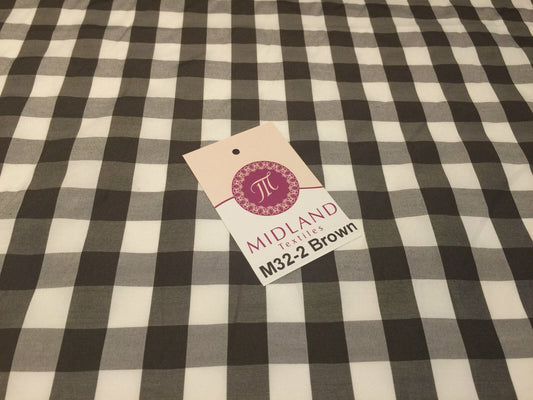 M
MIDLAND
Textiles
M32-2 Brown